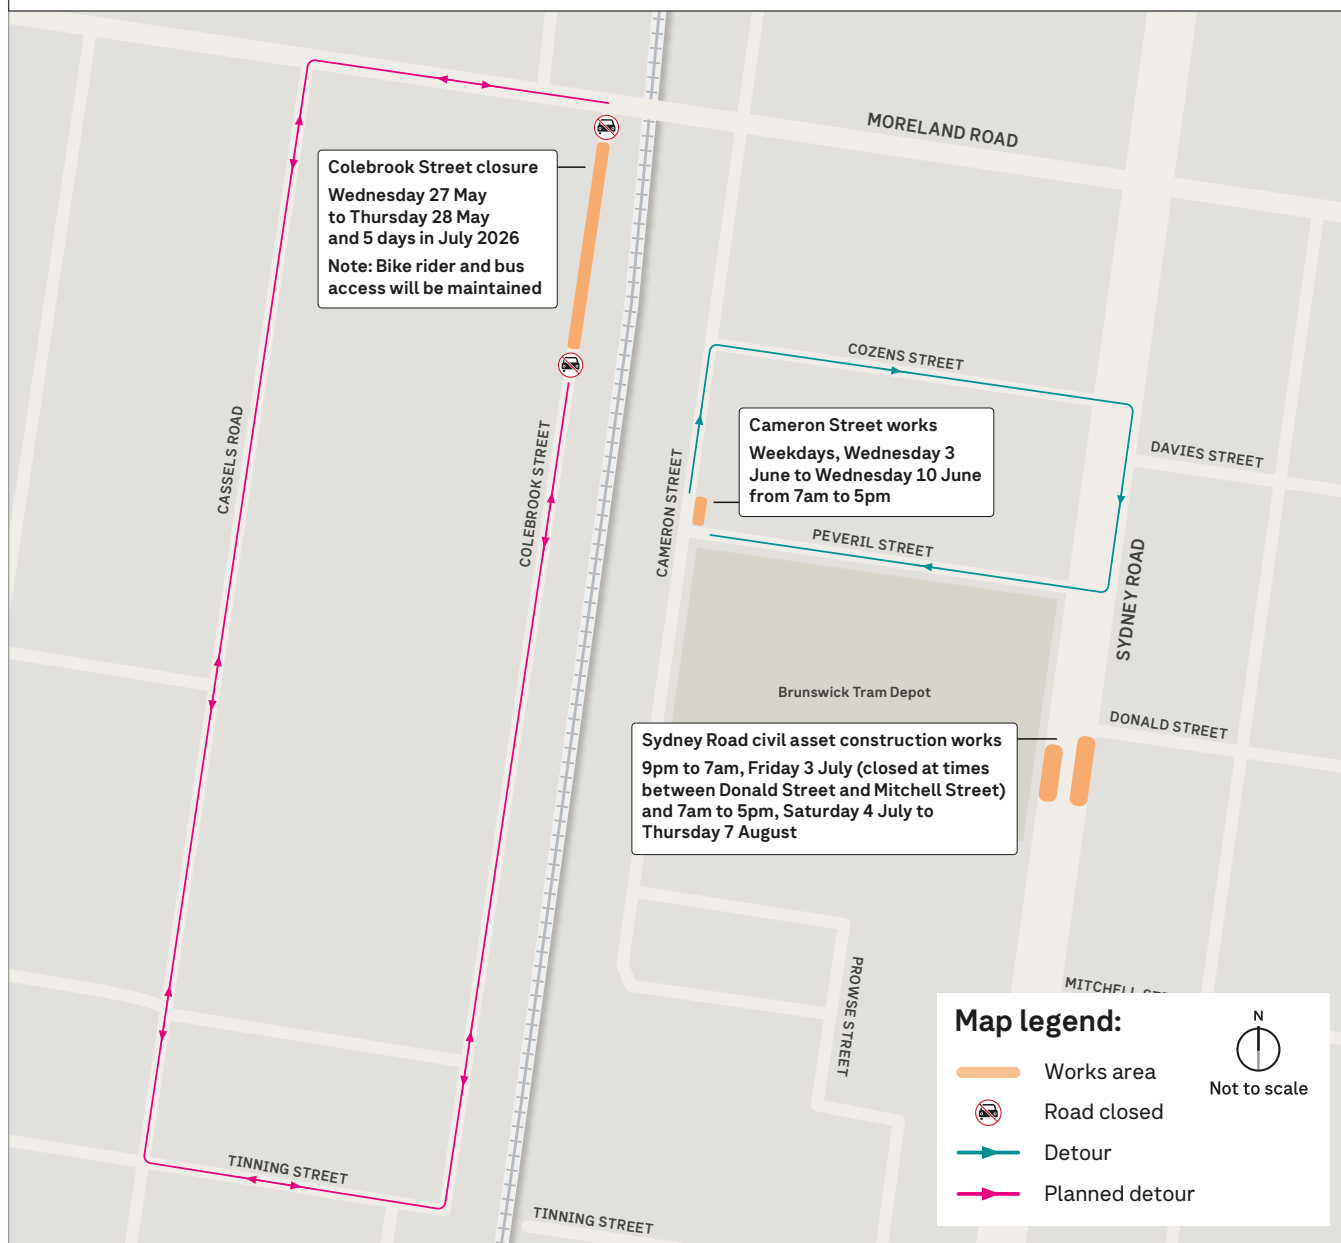 MORELAND ROAD
Colebrook Street closure
Wednesday 27 May
to Thursday 28 May
and 5 days in July 2026
Note: Bike rider and bus
access will be maintained
COZENS STREET
CASSELS ROAD
COLEBROOK STREET
CAMERON STREET
Cameron Street works
Weekdays, Wednesday 3
June to Wednesday 10 June
from 7am to 5pm
DAVIES STREET
PEVERIL STREET
SYDNEY ROAD
Brunswick Tram Depot
DONALD STREET
Sydney Road civil asset construction works
9pm to 7am, Friday 3 July (closed at times
between Donald Street and Mitchell Street)
and 7am to 5pm, Saturday 4 July to
Thursday 7 August
PROWSE STREET
MITCHELL
TINNING STREET
TINNING STREET
Map legend:
N
Not to scale
Works area
Road closed
Detour
Planned detour